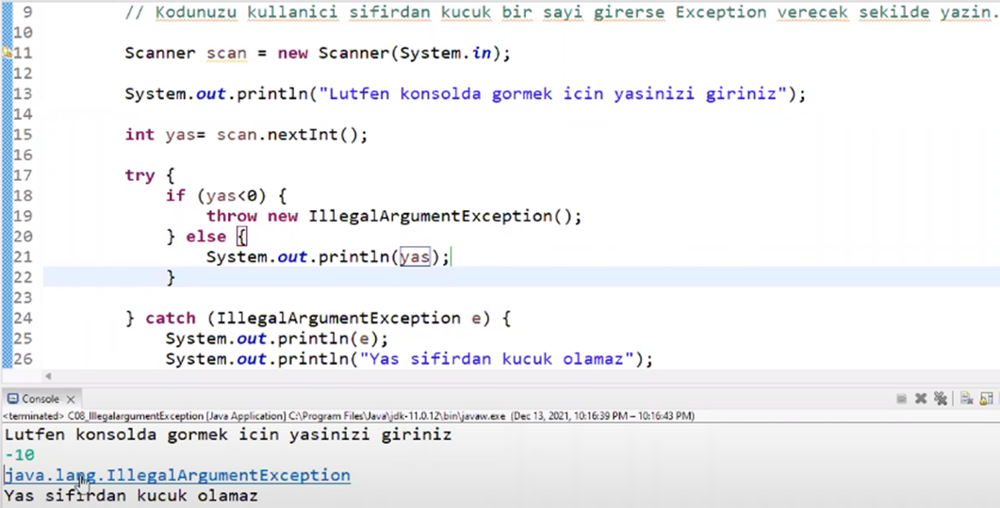 9 // Kodunuzu kullanici sifirdan kucuk bir sayi girerse Exception verecek sekilde yazin.
10
11 Scanner scan = new Scanner(System.in);
12
13 System.out.println("Lutfen konsolda gormek icin yasinizi giriniz");
14
15 int yas= scan.nextInt();
16
17 try {
18 if (yas<0) {
19 throw new IllegalArgumentException();
20 } else {
21 System.out.println(yas);
22 }
23
24 } catch (IllegalArgumentException e) {
25 System.out.println(e);
26 System.out.println("Yas sifirdan kucuk olamaz");
Console
<terminated> C08_IllegalargumentException [Java Application] C:\Program Files\Java\jdk-11.0.12\bin\javaw.exe (Dec 13, 2021, 10:16:39 PM – 10:16:43 PM)
Lutfen konsolda gormek icin yasinizi giriniz
-10
java.lang.IllegalArgumentException
Yas sifirdan kucuk olamaz